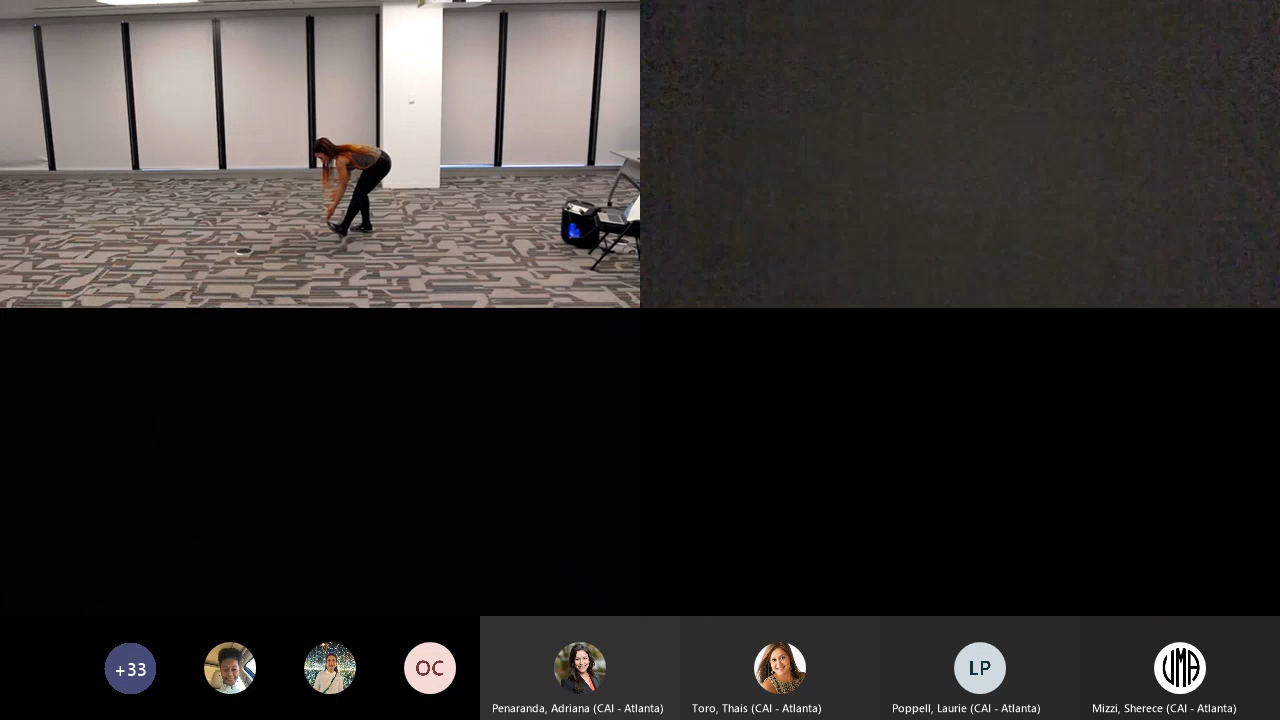 +33
OC
Penaranda, Adriana (CAI - Atlanta)
Toro, Thais (CAI - Atlanta)
LP
Poppell, Laurie (CAI - Atlanta)
UMA
Mizzi, Sherece (CAI - Atlanta)